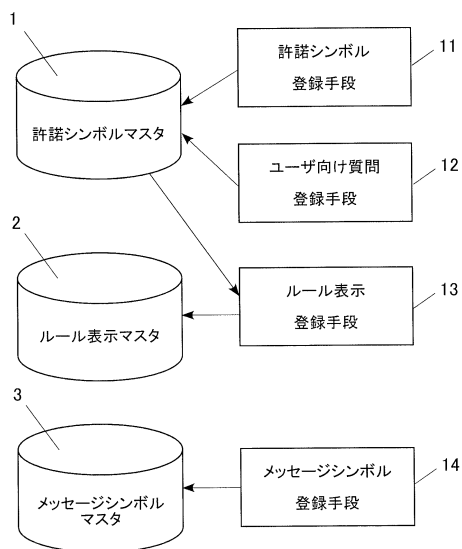 1
許諾シンボルマスタ
許諾シンボル
登録手段
11
ユーザ向け質問
登録手段
12
2
ルール表示マスタ
ルール表示
登録手段
13
3
メッセージシンボル
マスタ
メッセージシンボル
登録手段
14